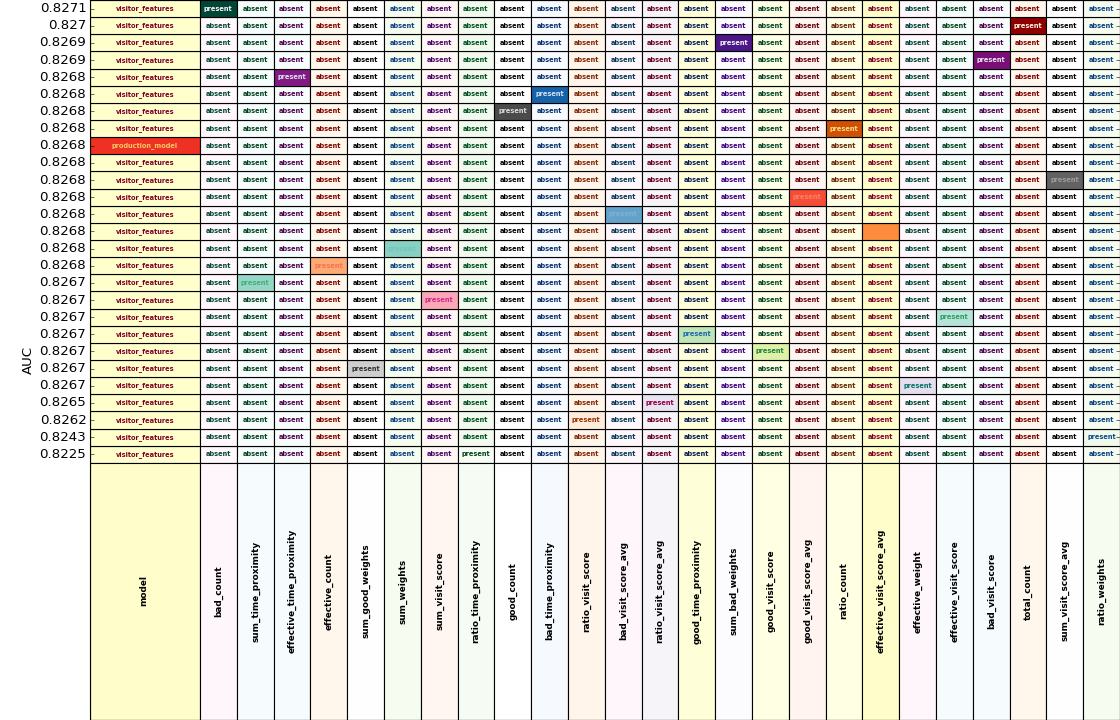 0.8271 visitor_features present absent absent absent absent absent absent absent absent absent absent absent absent absent absent absent absent absent absent absent absent absent absent absent absent
0.827 visitor_features absent absent absent absent absent absent absent absent absent absent absent absent absent absent absent absent absent absent absent absent absent absent present absent absent
0.8269 visitor_features absent absent absent absent absent absent absent absent absent absent absent absent absent absent present absent absent absent absent absent absent absent absent absent absent
0.8269 visitor_features absent absent absent absent absent absent absent absent absent absent absent absent absent absent absent absent absent absent absent absent absent present absent absent absent
0.8268 visitor_features absent absent present absent absent absent absent absent absent absent absent absent absent absent absent absent absent absent absent absent absent absent absent absent absent
0.8268 visitor_features absent absent absent absent absent absent absent absent absent present absent absent absent absent absent absent absent absent absent absent absent absent absent absent absent
0.8268 visitor_features absent absent absent absent absent absent absent absent present absent absent absent absent absent absent absent absent absent absent absent absent absent absent absent absent
0.8268 visitor_features absent absent absent absent absent absent absent absent absent absent absent absent absent absent absent absent absent present absent absent absent absent absent absent absent
0.8268 production_model absent absent absent absent absent absent absent absent absent absent absent absent absent absent absent absent absent absent absent absent absent absent absent absent absent
0.8268 visitor_features absent absent absent absent absent absent absent absent absent absent absent absent absent absent absent absent absent absent absent absent absent absent absent absent absent
0.8268 visitor_features absent absent absent absent absent absent absent absent absent absent absent absent absent absent absent absent absent absent absent absent absent absent absent present absent
0.8268 visitor_features absent absent absent absent absent absent absent absent absent absent absent absent absent absent absent absent present absent absent absent absent absent absent absent absent
0.8268 visitor_features absent absent absent absent absent absent absent absent absent absent absent present absent absent absent absent absent absent absent absent absent absent absent absent absent
0.8268 visitor_features absent absent absent absent absent absent absent absent absent absent absent absent absent absent absent absent absent absent absent absent absent absent absent absent
0.8268 visitor_features absent absent absent absent absent present absent absent absent absent absent absent absent absent absent absent absent absent absent absent absent absent absent absent absent
0.8268 visitor_features absent absent absent present absent absent absent absent absent absent absent absent absent absent absent absent absent absent absent absent absent absent absent absent absent
0.8267 visitor_features absent present absent absent absent absent absent absent absent absent absent absent absent absent absent absent absent absent absent absent absent absent absent absent absent
0.8267 visitor_features absent absent absent absent absent absent present absent absent absent absent absent absent absent absent absent absent absent absent absent absent absent absent absent absent
0.8267 visitor_features absent absent absent absent absent absent absent absent absent absent absent absent absent absent absent absent absent absent absent absent present absent absent absent absent
0.8267 visitor_features absent absent absent absent absent absent absent absent absent absent absent absent absent present absent absent absent absent absent absent absent absent absent absent absent
0.8267 visitor_features absent absent absent absent absent absent absent absent absent absent absent absent absent absent absent present absent absent absent absent absent absent absent absent absent
0.8267 visitor_features absent absent absent absent present absent absent absent absent absent absent absent absent absent absent absent absent absent absent absent absent absent absent absent absent
0.8267 visitor_features absent absent absent absent absent absent absent absent absent absent absent absent absent absent absent absent absent absent absent present absent absent absent absent absent
0.8265 visitor_features absent absent absent absent absent absent absent absent absent absent absent absent present absent absent absent absent absent absent absent absent absent absent absent absent
0.8262 visitor_features absent absent absent absent absent absent absent absent absent absent present absent absent absent absent absent absent absent absent absent absent absent absent absent absent
0.8243 visitor_features absent absent absent absent absent absent absent absent absent absent absent absent absent absent absent absent absent absent absent absent absent absent absent absent present
0.8225 visitor_features absent absent absent absent absent absent absent present absent absent absent absent absent absent absent absent absent absent absent absent absent absent absent absent absent
AUC
model
bad_count
sum_time_proximity
effective_time_proximity
effective_count
sum_good_weights
sum_weights
sum_visit_score
ratio_time_proximity
good_count
bad_time_proximity
ratio_visit_score
bad_visit_score_avg
ratio_visit_score_avg
good_time_proximity
sum_bad_weights
good_visit_score
good_visit_score_avg
ratio_count
effective_visit_score_avg
effective_weight
effective_visit_score
bad_visit_score
total_count
sum_visit_score_avg
ratio_weights